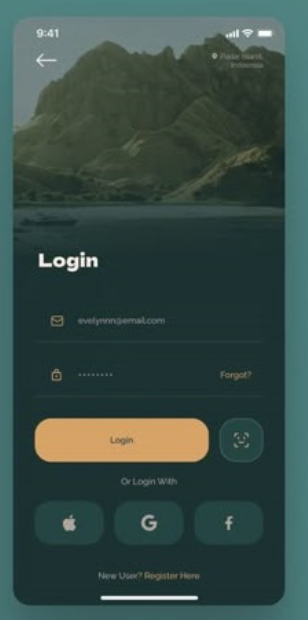 9:41
Padar Island,
Indonesia
Login
evelynnn@email.com
Forgot?
Login
Or Login With
G
f
New User? Register Here